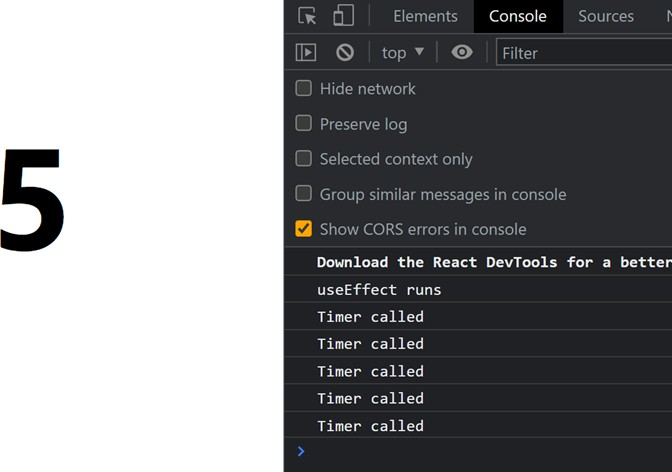 5
Elements Console Sources
top Filter
Hide network
Preserve log
Selected context only
Group similar messages in console
Show CORS errors in console
Download the React DevTools for a better
useEffect runs
Timer called
Timer called
Timer called
Timer called
Timer called